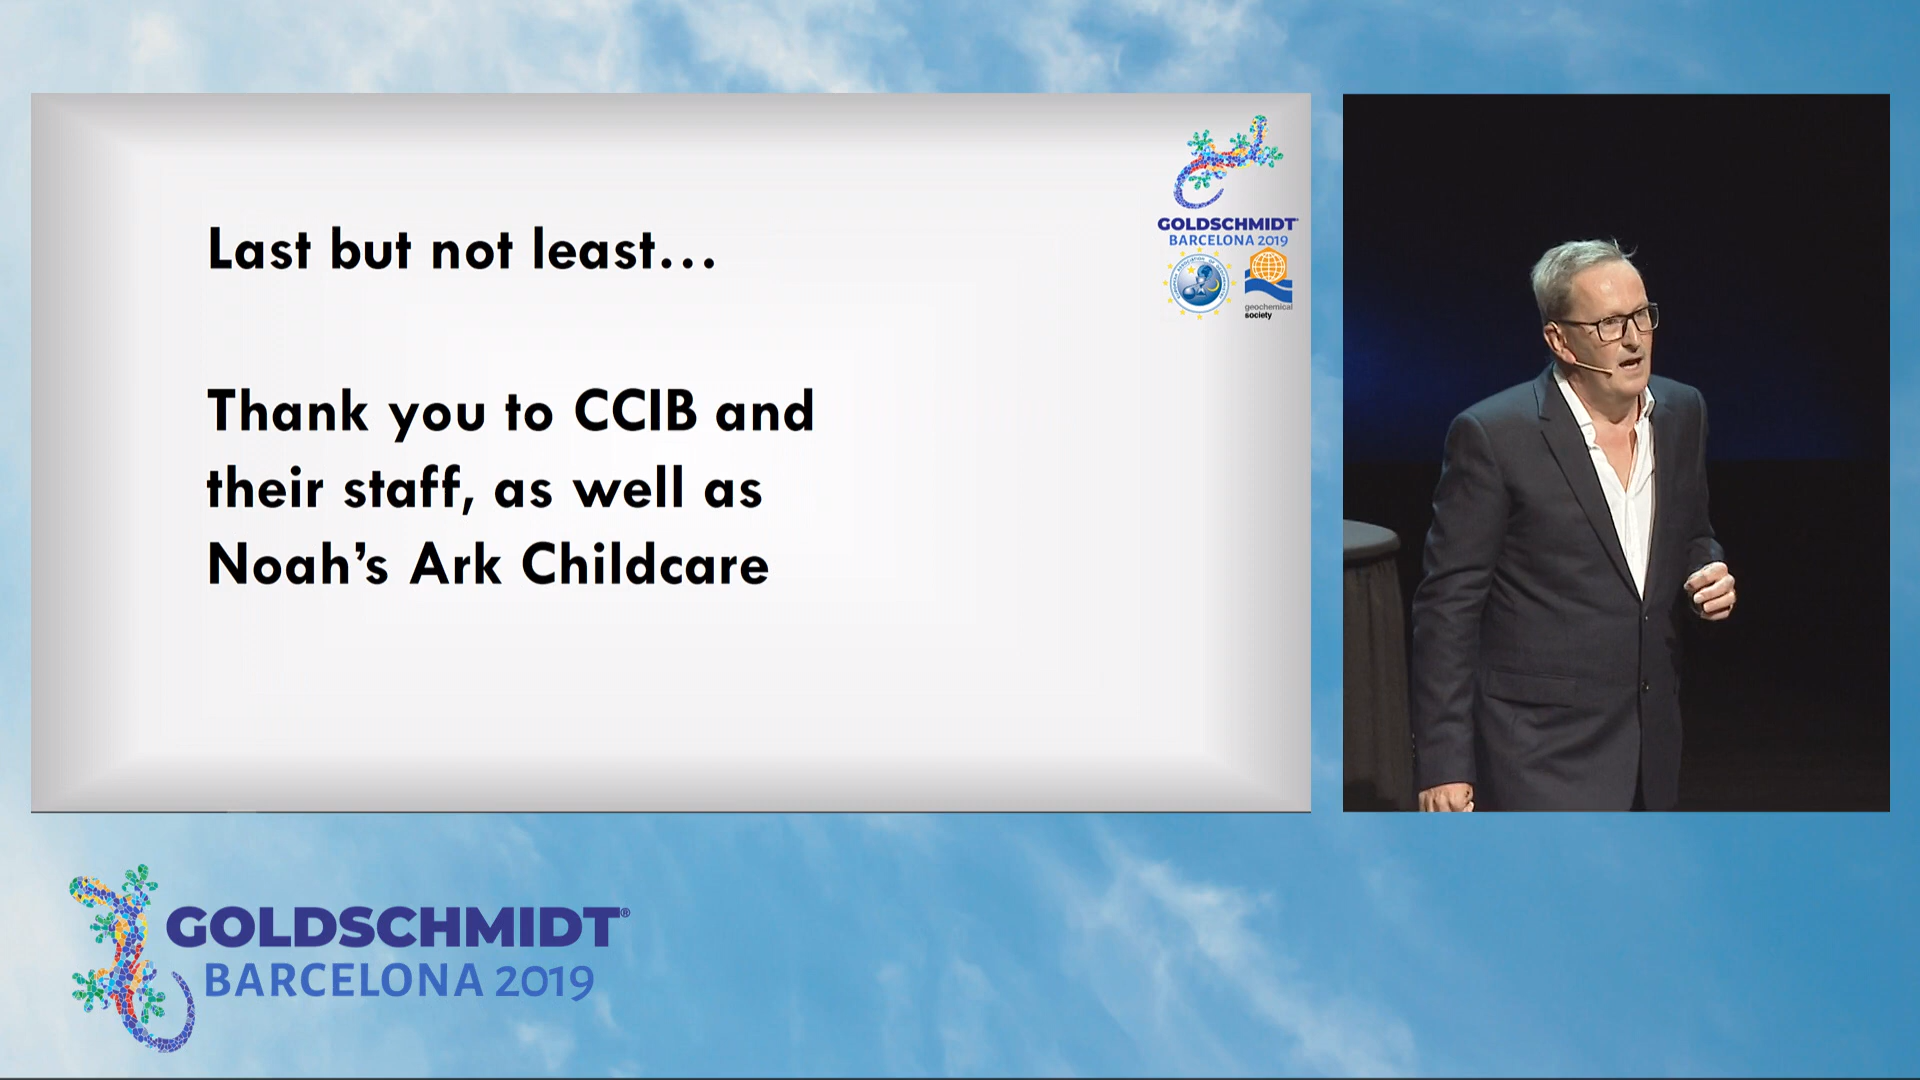 Last but not least…
Thank you to CCIB and
their staff, as well as
Noah’s Ark Childcare
GOLDSCHMIDT
BARCELONA 2019
geochemical
society
GOLDSCHMIDT®
BARCELONA 2019